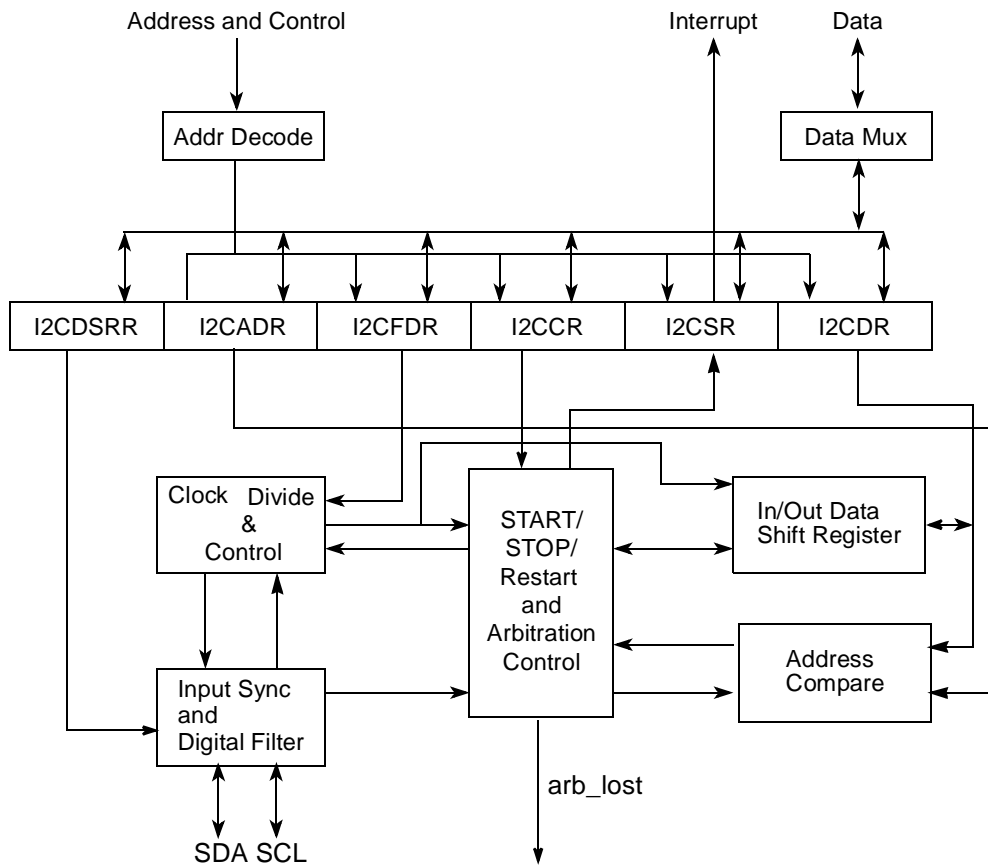 Address and Control
Interrupt
Data
Addr Decode
Data Mux
I2CDSRR
I2CADR
I2CFDR
I2CCR
I2CSR
I2CDR
Clock Divide
&
Control
START/
STOP/
Restart
and
Arbitration
Control
In/Out Data
Shift Register
Input Sync
and
Digital Filter
Address
Compare
arb_lost
SDA SCL